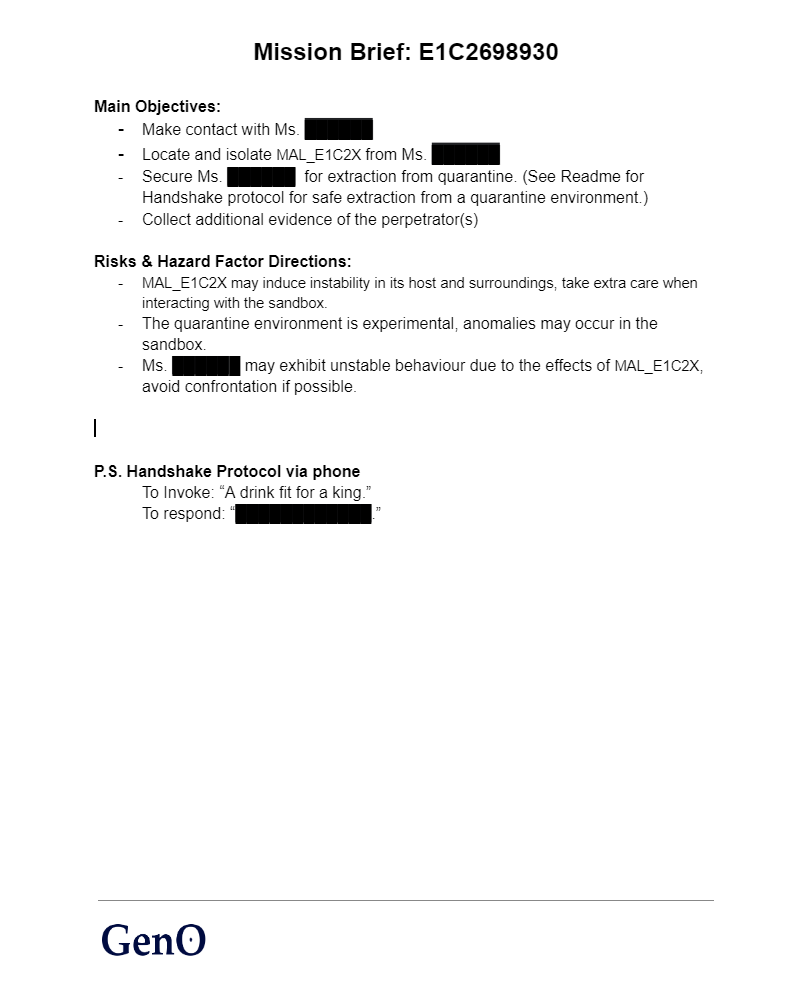 Mission Brief: E1C2698930
Main Objectives:
- Make contact with Ms.
- Locate and isolate MAL_E1C2X from Ms.
- Secure Ms. for extraction from quarantine. (See Readme for
Handshake protocol for safe extraction from a quarantine environment.)
- Collect additional evidence of the perpetrator(s)
Risks & Hazard Factor Directions:
- MAL_E1C2X may induce instability in its host and surroundings, take extra care when
interacting with the sandbox.
- The quarantine environment is experimental, anomalies may occur in the
sandbox.
- Ms. may exhibit unstable behaviour due to the effects of MAL_E1C2X,
avoid confrontation if possible.
P.S. Handshake Protocol via phone
To Invoke: “A drink fit for a king.”
To respond: “.”
GenO